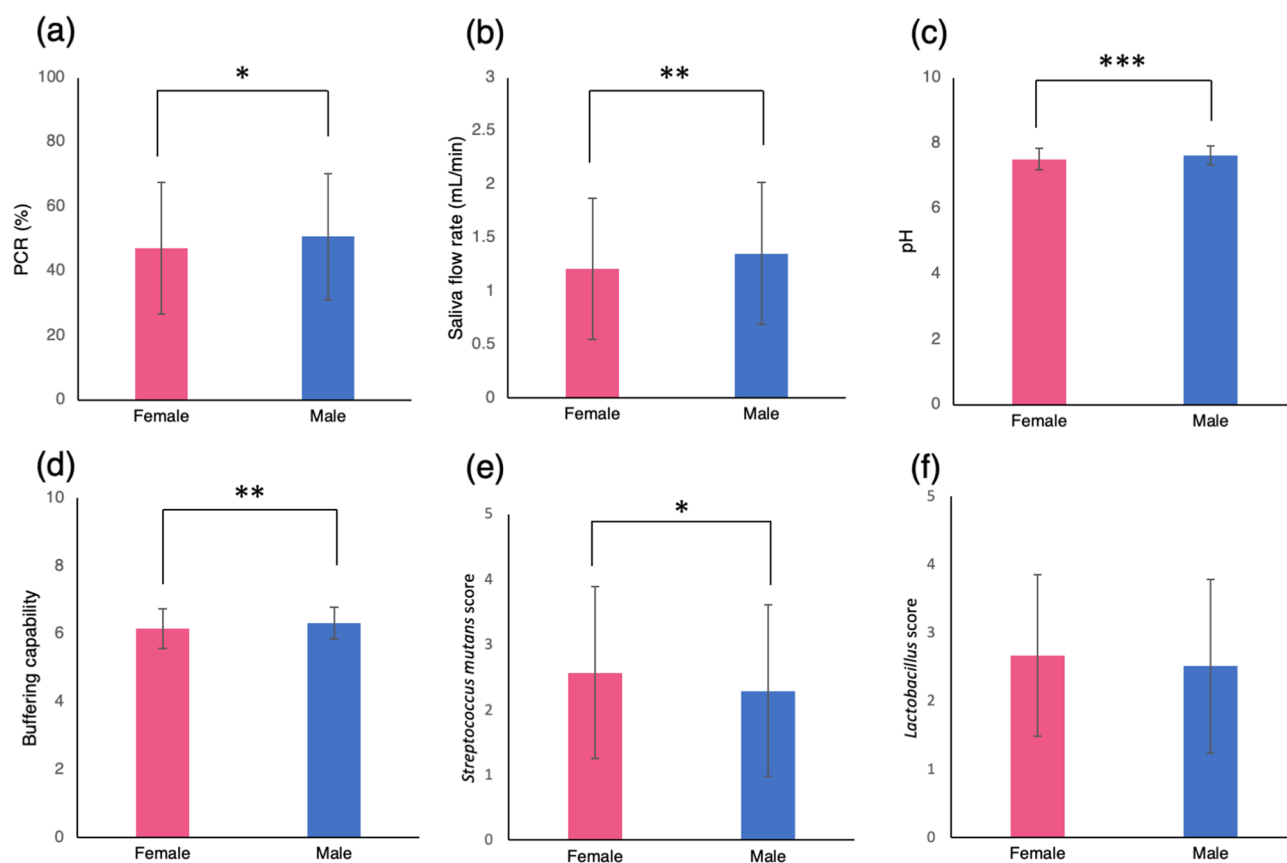 (a)
*
PCR (%)
100
80
60
40
20
0
Female Male
(b)
**
Saliva flow rate (mL/min)
3
2.5
2
1.5
1
0.5
0
Female Male
(c)
***
pH
10
8
6
4
2
0
Female Male
(d)
**
Buffering capability
10
8
6
4
2
0
Female Male
(e)
*
Streptococcus mutans score
5
4
3
2
1
0
Female Male
(f)
Lactobacillus score
5
4
3
2
1
0
Female Male